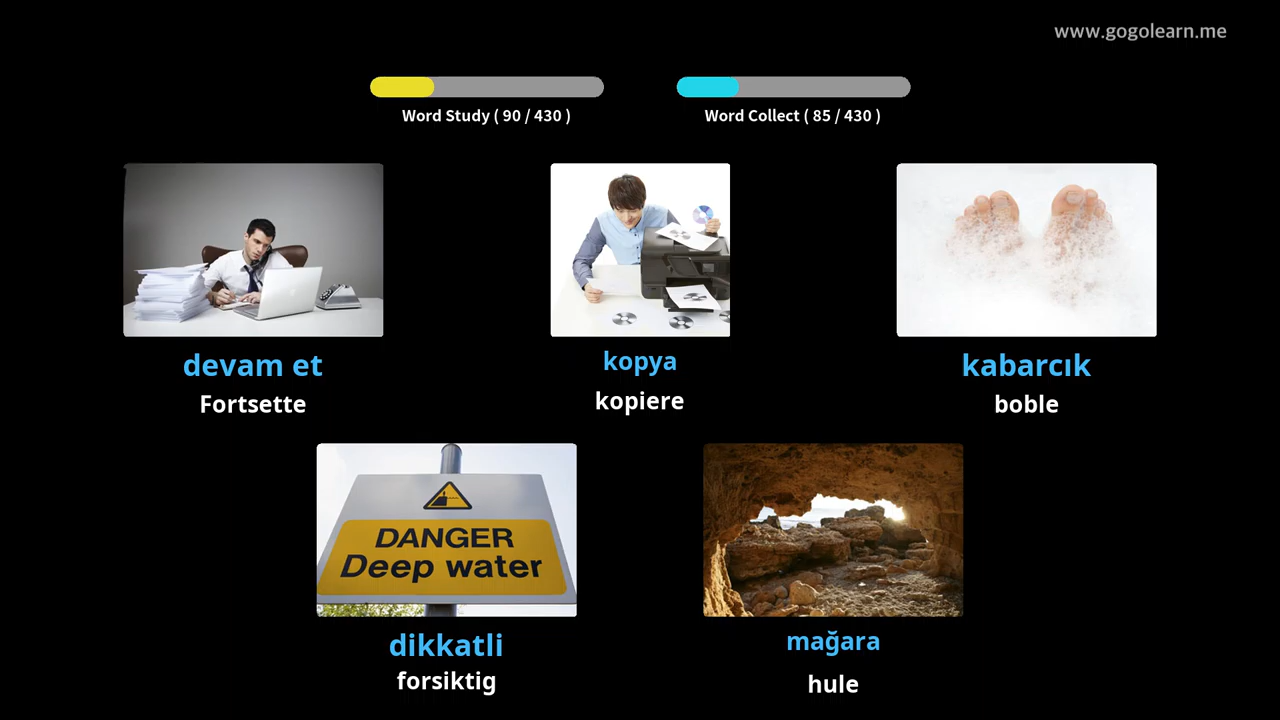 www.gogolearn.me
Word Study ( 90 / 430 )
Word Collect ( 85 / 430 )
devam et
Fortsette
kopya
kopiere
kabarcık
boble
DANGER
Deep water
dikkatli
forsiktig
mağara
hule